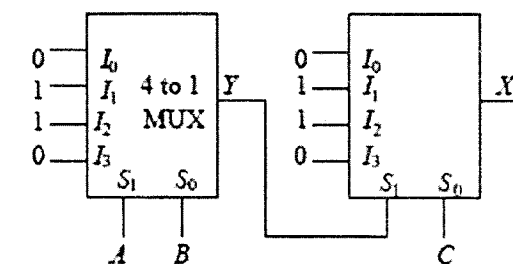 0 I₀ 0 I₀
1 I₁ 4 to 1 Y 1 I₁ X
1 I₂ MUX 1 I₂
0 I₃ 0 I₃
S₁ S₀ S₁ S₀
A B C